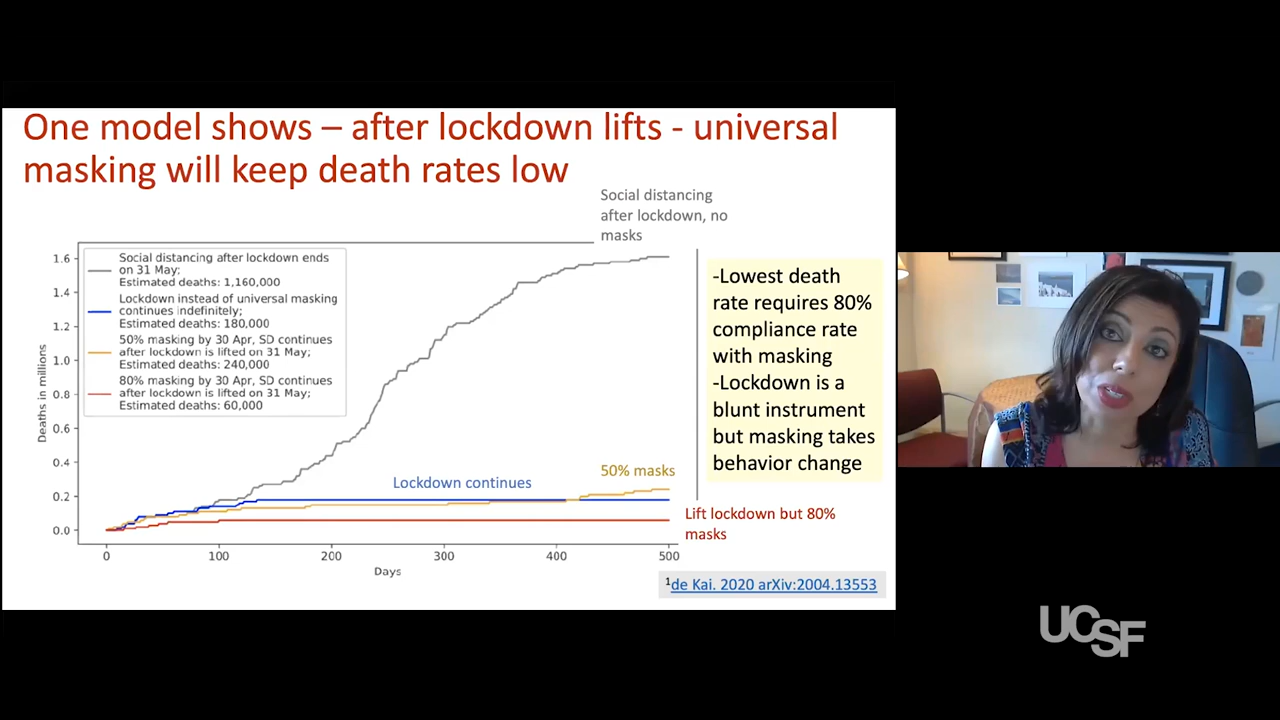 One model shows – after lockdown lifts - universal
masking will keep death rates low
Social distancing
after lockdown, no
masks
Social distancing after lockdown ends
on 31 May;
Estimated deaths: 1,160,000
Lockdown instead of universal masking
continues indefinitely;
Estimated deaths: 180,000
50% masking by 30 Apr, SD continues
after lockdown is lifted on 31 May;
Estimated deaths: 240,000
80% masking by 30 Apr, SD continues
after lockdown is lifted on 31 May;
Estimated deaths: 60,000
Deaths in millions
1.6
1.4
1.2
1.0
0.8
0.6
0.4
0.2
0.0
0
100
200
300
400
500
Days
Lockdown continues
50% masks
Lift lockdown but 80%
masks
-Lowest death
rate requires 80%
compliance rate
with masking
-Lockdown is a
blunt instrument
but masking takes
behavior change
1de Kai. 2020 arXiv:2004.13553
UCSF